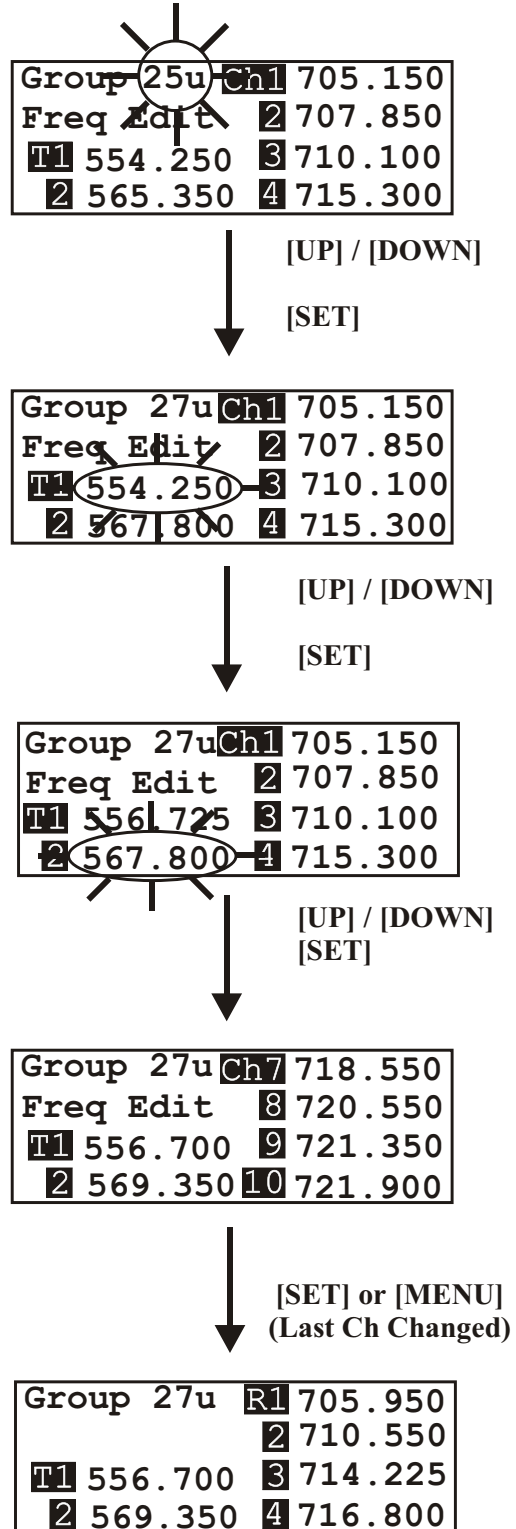 Group 25u Ch1 705.150
Freq Edit 2 707.850
T1 554.250 3 710.100
2 565.350 4 715.300
[UP] / [DOWN]
[SET]
Group 27u Ch1 705.150
Freq Edit 2 707.850
T1 554.250 3 710.100
2 567.800 4 715.300
[UP] / [DOWN]
[SET]
Group 27u Ch1 705.150
Freq Edit 2 707.850
T1 556.725 3 710.100
2 567.800 4 715.300
[UP] / [DOWN]
[SET]
Group 27u Ch7 718.550
Freq Edit 8 720.550
T1 556.700 9 721.350
2 569.350 10 721.900
[SET] or [MENU]
(Last Ch Changed)
Group 27u R1 705.950
2 710.550
T1 556.700 3 714.225
2 569.350 4 716.800